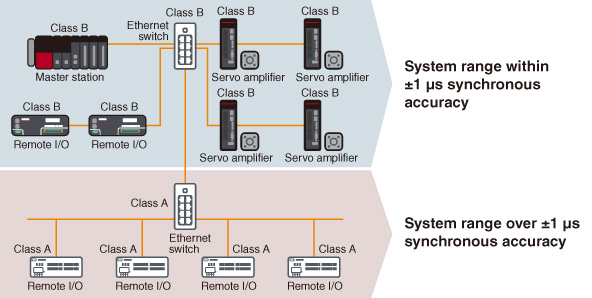 Class B
Ethernet
switch
Class B
Master station
Class B
Servo amplifier
Class B
Servo amplifier
Class B
Remote I/O
Class B
Remote I/O
Class B
Servo amplifier
Class B
Servo amplifier
System range within
±1 μs synchronous
accuracy
Class A
Ethernet
switch
Class A
Remote I/O
Class A
Remote I/O
Class A
Remote I/O
Class A
Remote I/O
System range over ±1 μs
synchronous accuracy